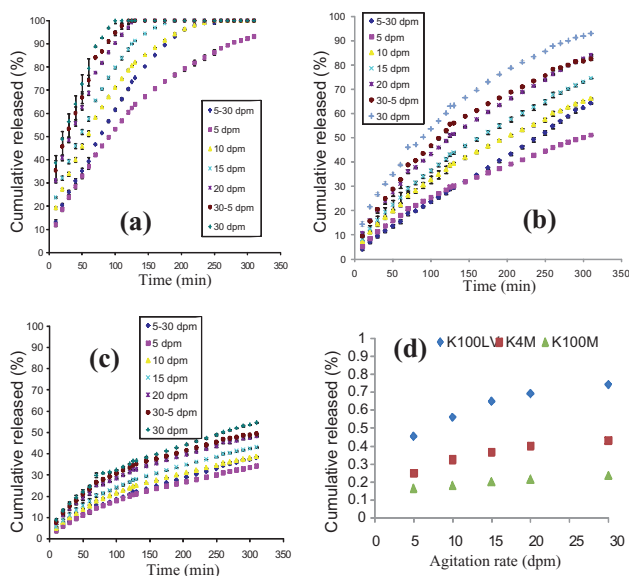 Cumulative released (%)
100
90
80
70
60
50
40
30
20
10
0
5-30 dpm
5 dpm
10 dpm
15 dpm
20 dpm
30-5 dpm
30 dpm
(a)
0 50 100 150 200 250 300 350
Time (min)
Cumulative released (%)
100
90
80
70
60
50
40
30
20
10
0
5-30 dpm
5 dpm
10 dpm
15 dpm
20 dpm
30-5 dpm
30 dpm
(b)
0 50 100 150 200 250 300 350
Time (min)
Cumulative released (%)
100
90
80
70
60
50
40
30
20
10
0
(c)
5-30 dpm
5 dpm
10 dpm
15 dpm
20 dpm
30-5 dpm
30 dpm
0 50 100 150 200 250 300 350
Time (min)
Cumulative released (%)
(d)
K100LV K4M K100M
1
0.9
0.8
0.7
0.6
0.5
0.4
0.3
0.2
0.1
0
0 5 10 15 20 25 30
Agitation rate (dpm)